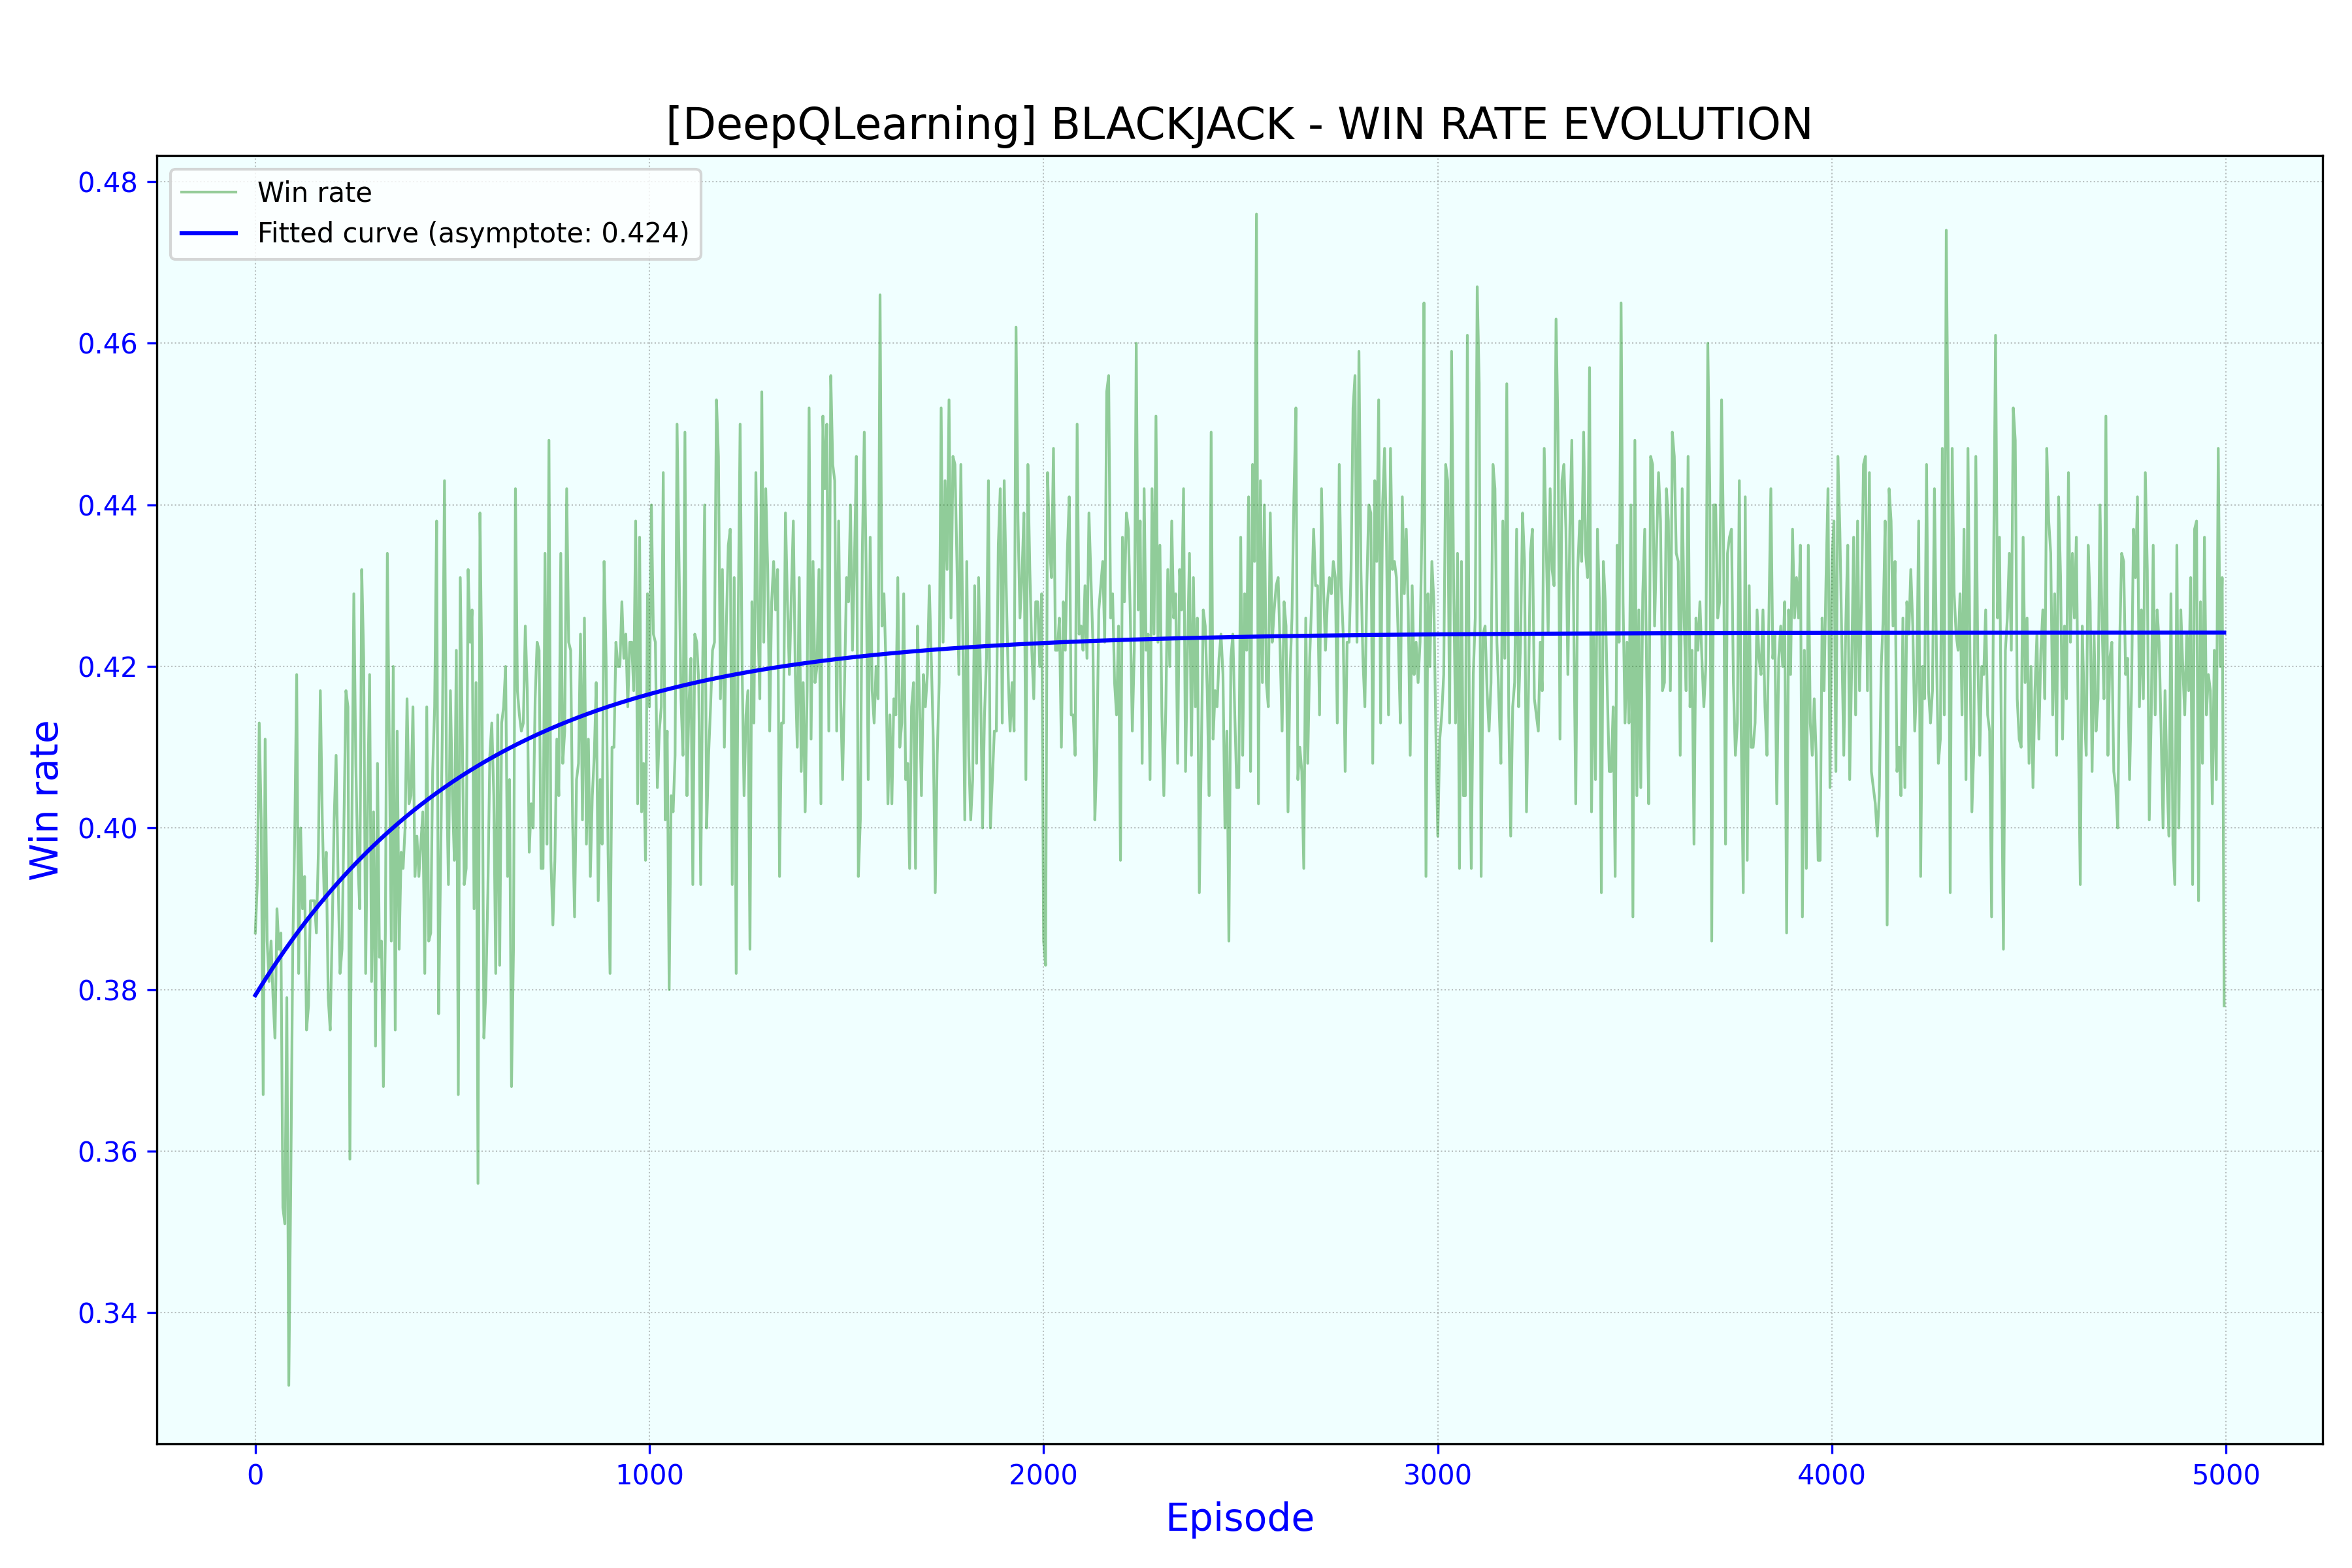 [DeepQLearning] BLACKJACK - WIN RATE EVOLUTION
Win rate
Fitted curve (asymptote: 0.424)
0.48
0.46
0.44
0.42
0.40
0.38
0.36
0.34
Win rate
0 1000 2000 3000 4000 5000
Episode